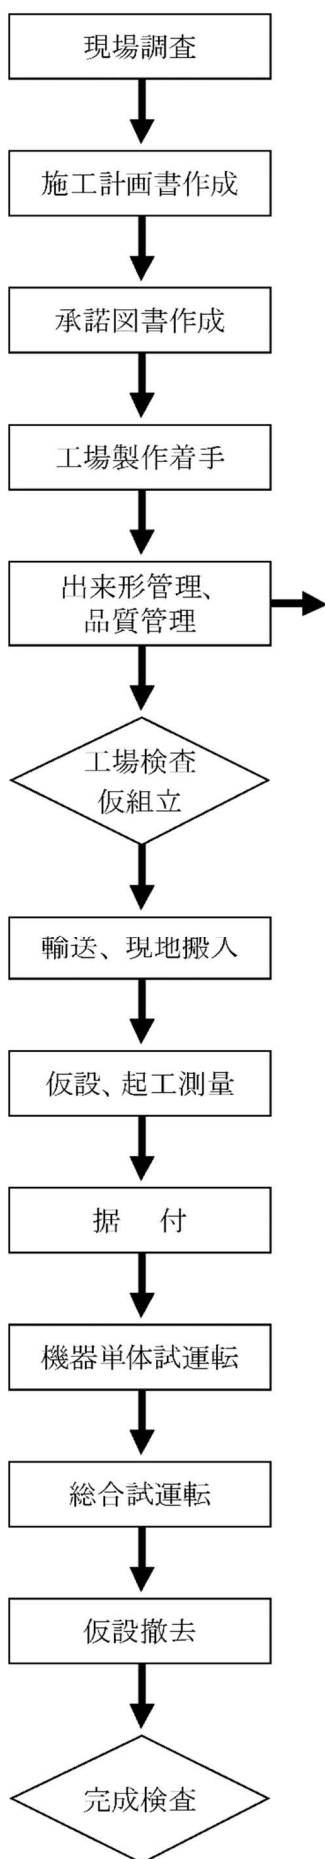 現場調査
施工計画書作成
承諾図書作成
工場製作着手
出来形管理、
品質管理
工場検査
仮組立
輸送、現地搬入
仮設、起工測量
据　付
機器単体試運転
総合試運転
仮設撤去
完成検査